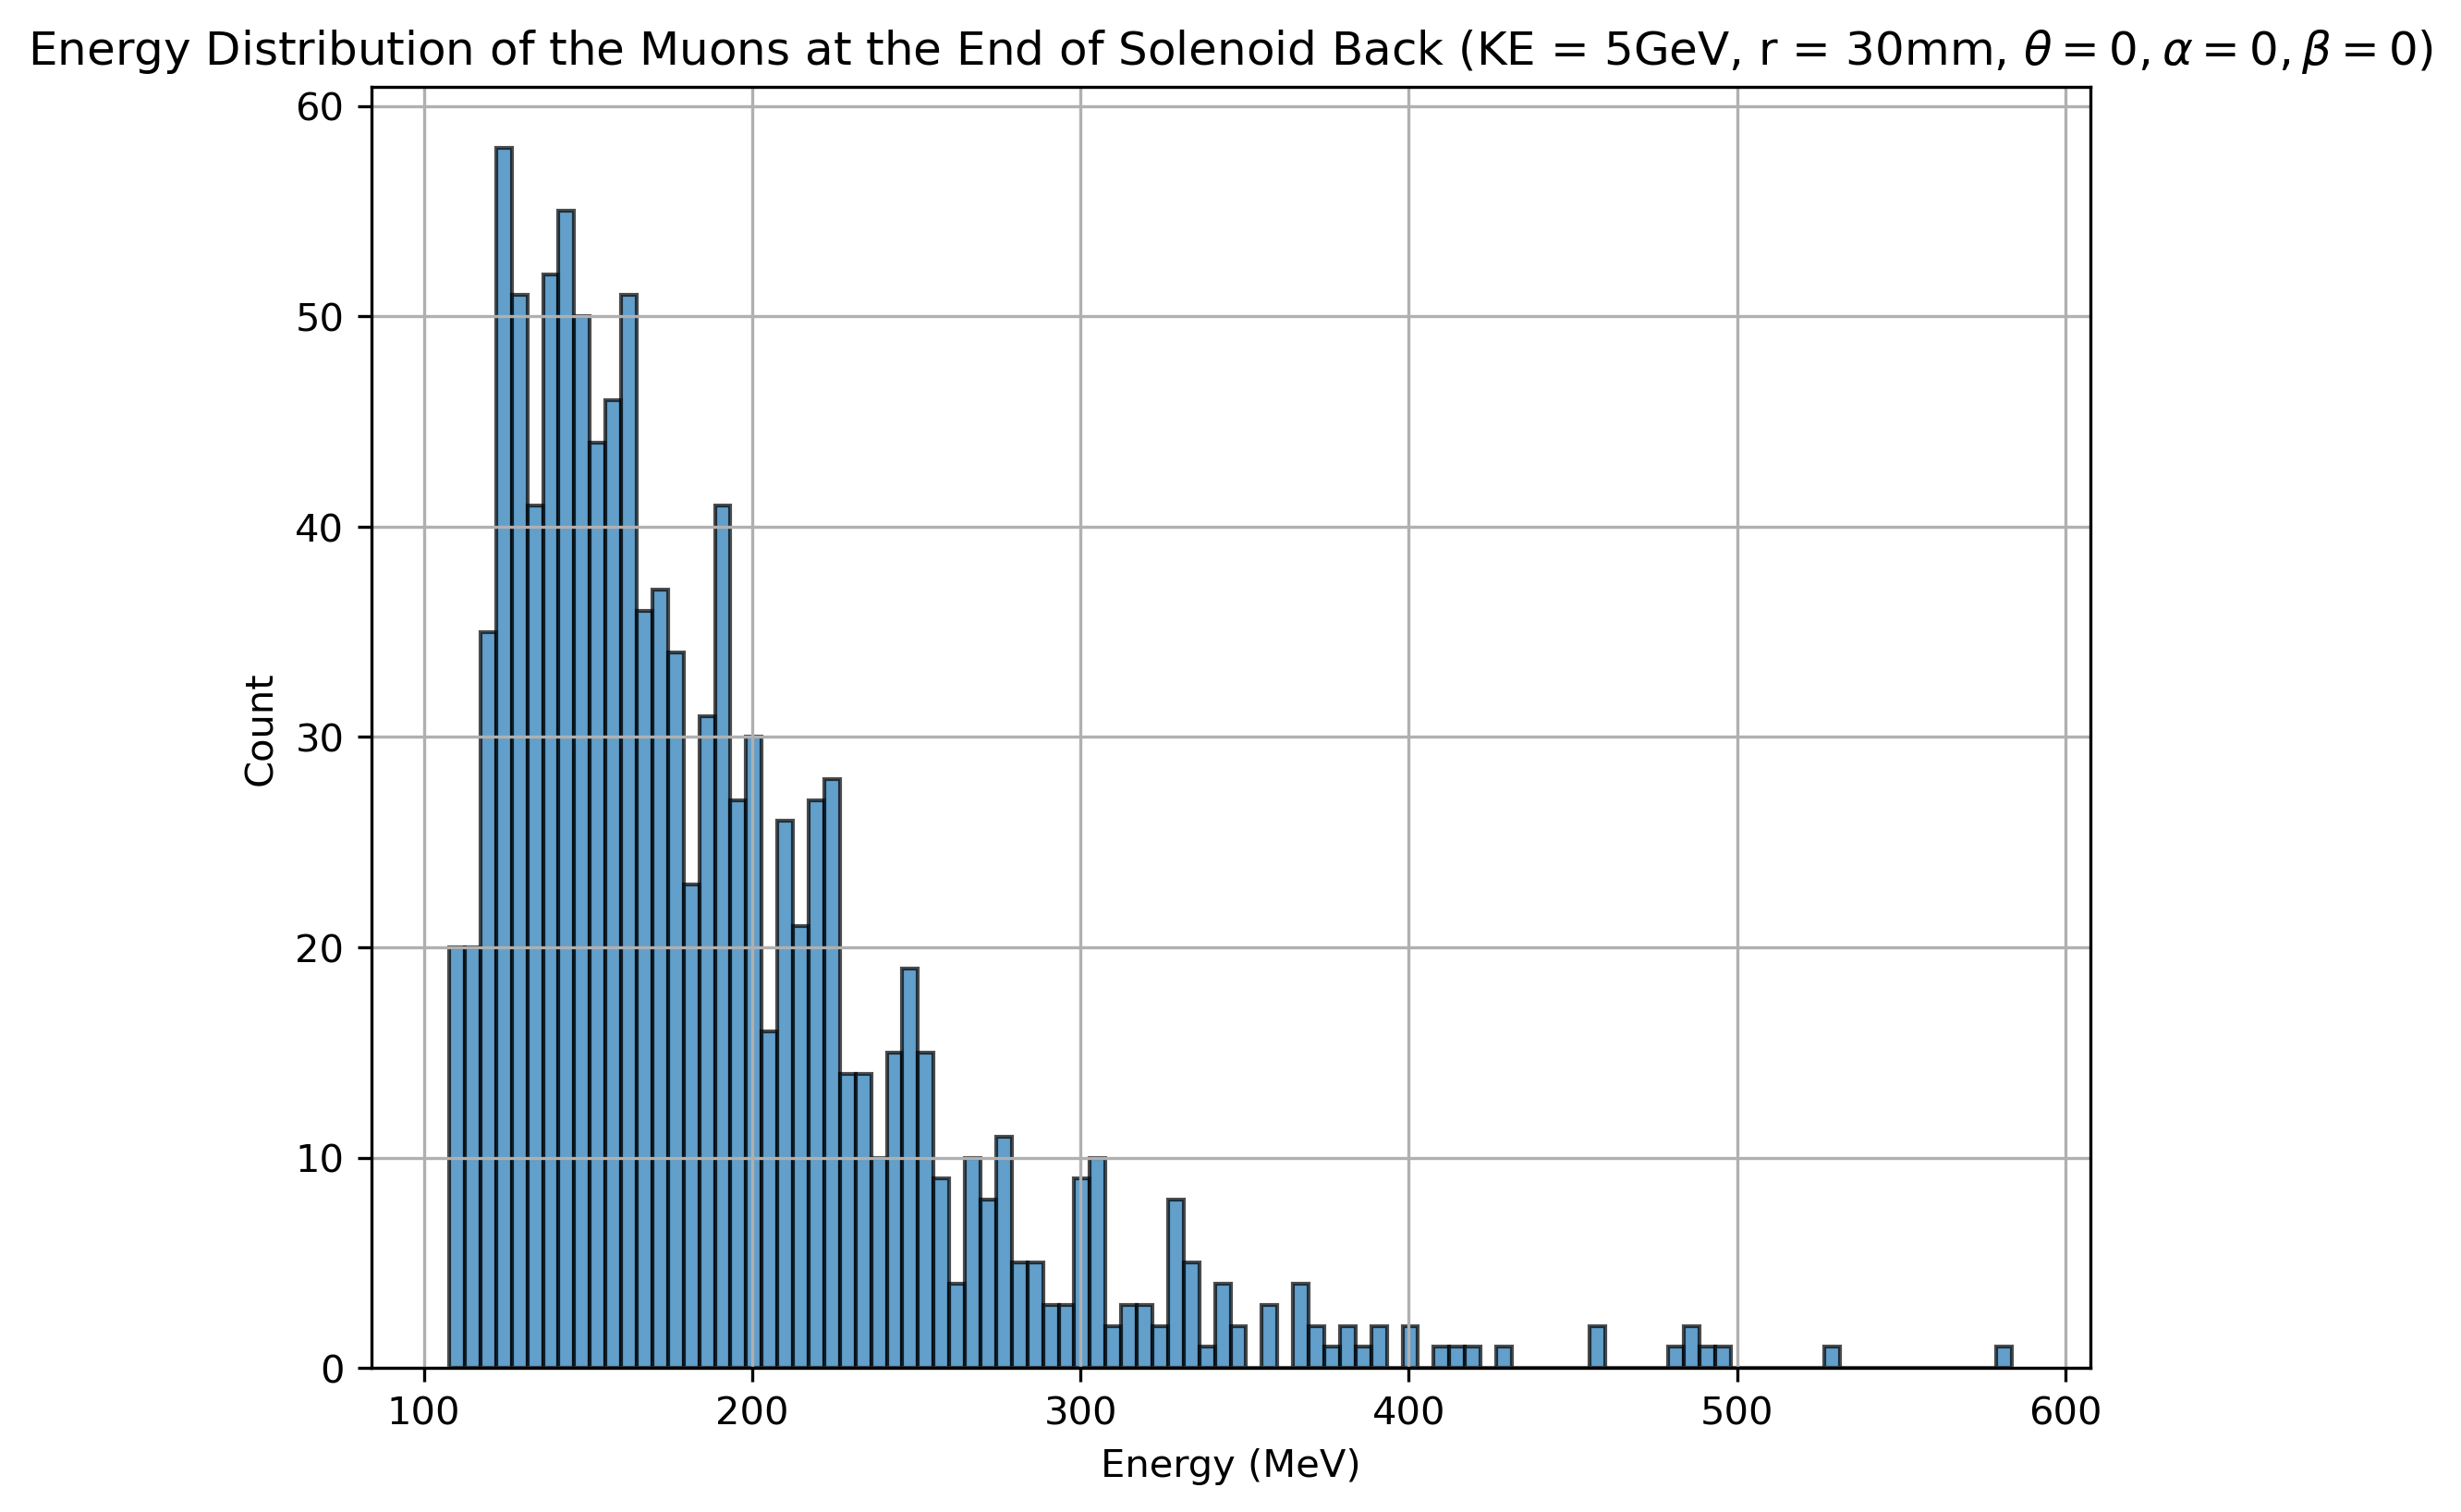 Energy Distribution of the Muons at the End of Solenoid Back (KE = 5GeV, r = 30mm, θ = 0, α = 0, β = 0)
60
50
40
30
20
10
0
Count
100 200 300 400 500 600
Energy (MeV)